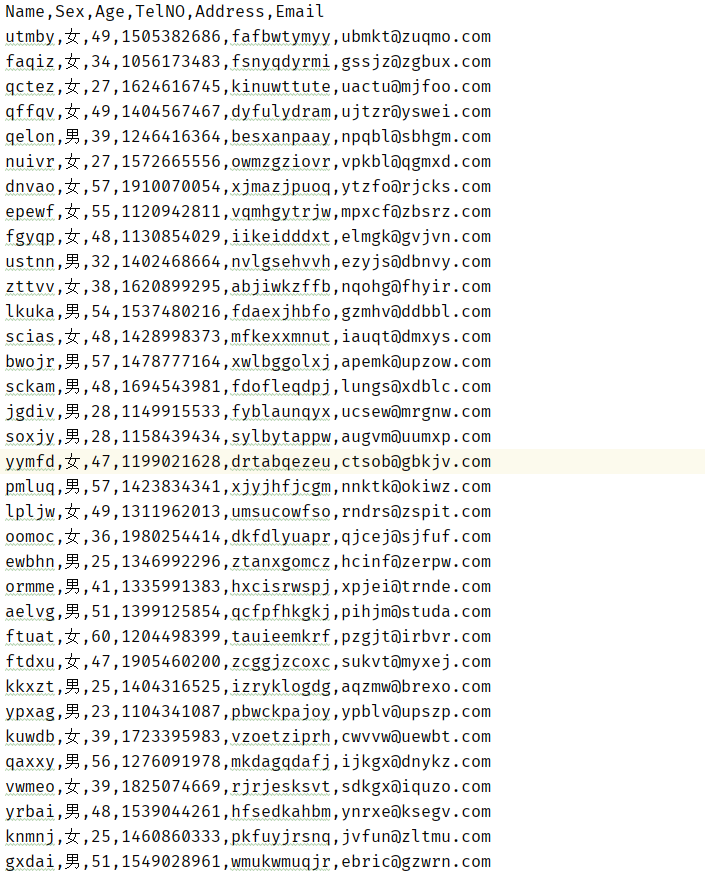 Name,Sex,Age,TelNO,Address,Email
utmby,女,49,1505382686,fafbwtymyy,ubmkt@zuqmo.com
faqiz,女,34,1056173483,fsnyqdyrmi,gssjz@zgbux.com
qctez,女,27,1624616745,kinuwttute,uactu@mjfoo.com
qffqv,女,49,1404567467,dyfulydram,ujtzr@yswei.com
qelon,男,39,1246416364,besxanpaay,npqbl@sbhgm.com
nuivr,女,27,1572665556,owmzgziovr,vpkbl@qgmxd.com
dnvao,女,57,1910070054,xjmazjpuoq,ytzfo@rjcks.com
epewf,女,55,1120942811,vqmhgytrjw,mpxcf@zbsrz.com
fgyqp,女,48,1130854029,iikeidddxt,elmgk@gvjvn.com
ustnn,男,32,1402468664,nvlgsehvvh,ezyjs@dbnvy.com
zttvv,女,38,1620899295,abjiwkzffb,nqohg@fhyir.com
lkuka,男,54,1537480216,fdaexjhbfo,gzmhv@ddbbl.com
scias,女,48,1428998373,mfkexxmnut,iauqt@dmxys.com
bwojr,男,57,1478777164,xwlbggolxj,apemk@upzow.com
sckam,男,48,1694543981,fdofleqdpj,lungs@xdblc.com
jgdiv,男,28,1149915533,fyblaunqyx,ucsew@mrgnw.com
soxjy,男,28,1158439434,sylbytappw,augvm@uumxp.com
yymfd,女,47,1199021628,drtabqezeu,ctsob@gbkjv.com
pmluq,男,57,1423834341,xjyjhfjcgm,nnktk@okiwz.com
lpljw,女,49,1311962013,umsucowfso,rndrs@zspit.com
oomoc,女,36,1980254414,dkfdlyuapr,qjcej@sjfuf.com
ewbhn,男,25,1346992296,ztanxgomcz,hcinf@zerpw.com
ormme,男,41,1335991383,hxcisrwspj,xpjei@trnde.com
aelvg,男,51,1399125854,qcfpfhkgkj,pihjm@studa.com
ftuat,女,60,1204498399,tauieemkrf,pzgjt@irbvr.com
ftdxu,女,47,1905460200,zcggjzcoxc,sukvt@myxej.com
kkxzt,男,25,1404316525,izryklogdg,aqzmw@brexo.com
ypxag,男,23,1104341087,pbwckpajoy,ypblv@upszp.com
kuwdb,女,39,1723395983,vzoetziprh,cwvvw@uewbt.com
qaxxy,男,56,1276091978,mkdagqdafj,ijkgx@dnykz.com
vwmeo,女,39,1825074669,rjrjesksvt,sdkgx@iquzo.com
yrbai,男,48,1539044261,hfsedkahbm,ynrxe@ksegv.com
knmnj,女,25,1460860333,pkfuyjrsnq,jvfun@zltmu.com
gxdai,男,51,1549028961,wmukwmuqjr,ebric@gzwrn.com